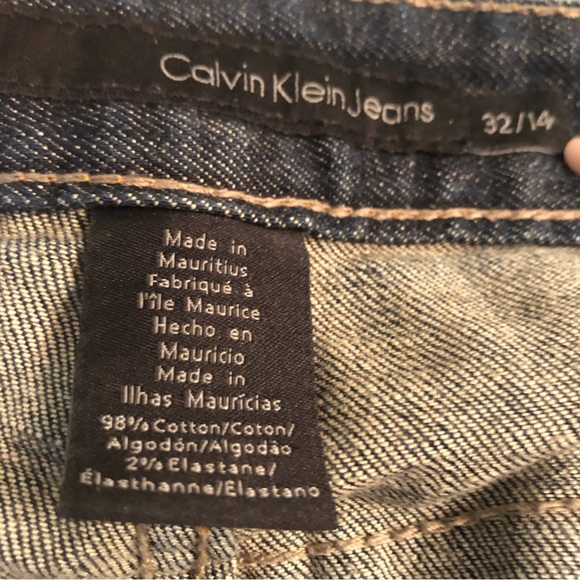 Calvin Klein Jeans 32/14
Made in
Mauritius
Fabriqué à
l'île Maurice
Hecho en
Mauricio
Made in
Ilhas Maurícias
98% Cotton/Coton/
Algodón/Algodão
2% Elastane/
Élasthanne/Elastano